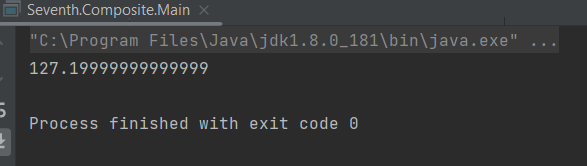 Seventh.Composite.Main ×
"C:\Program Files\Java\jdk1.8.0_181\bin\java.exe" ...
127.19999999999999
Process finished with exit code 0